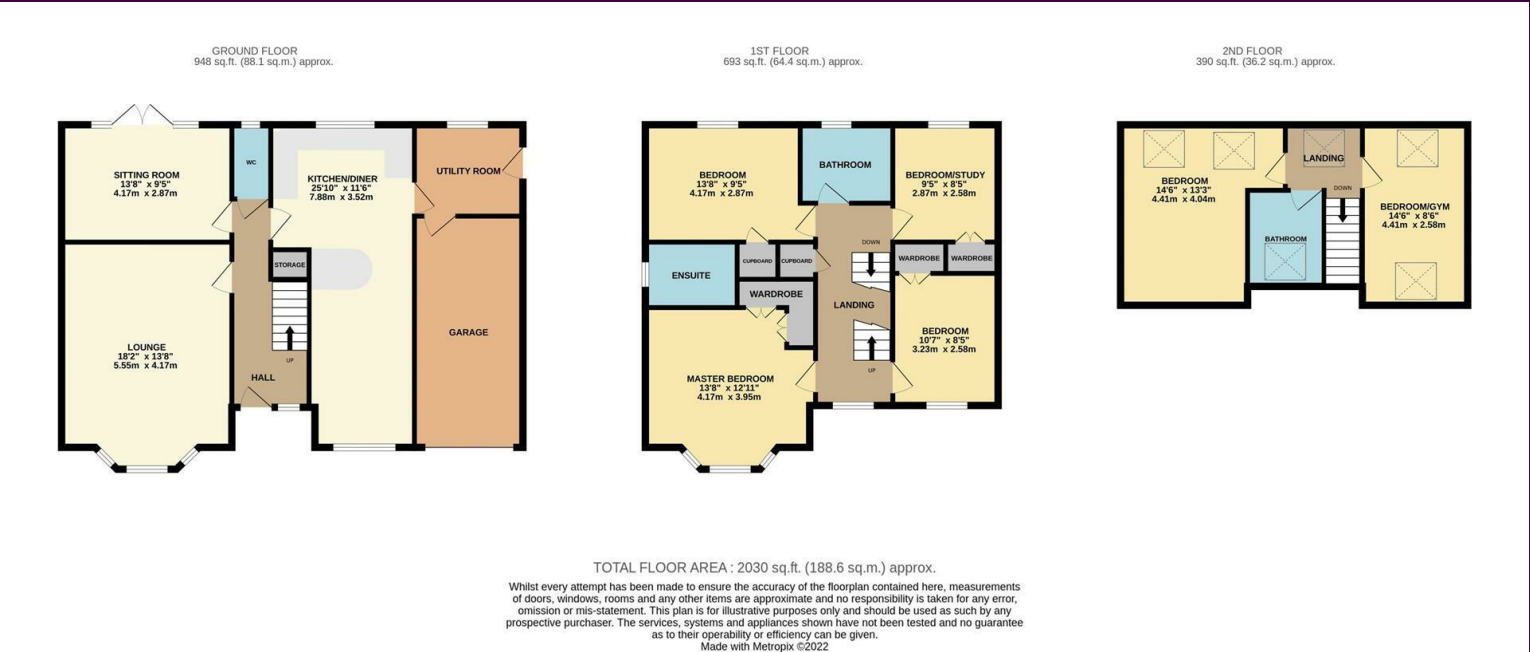 GROUND FLOOR
948 sq.ft. (88.1 sq.m.) approx.
SITTING ROOM
13'8" x 9'5"
4.17m x 2.87m
WC
KITCHEN/DINER
25'10" x 11'6"
7.88m x 3.52m
UTILITY ROOM
STORAGE
LOUNGE
18'2" x 13'8"
5.55m x 4.17m
UP
HALL
GARAGE
1ST FLOOR
693 sq.ft. (64.4 sq.m.) approx.
BEDROOM
13'8" x 9'5"
4.17m x 2.87m
BATHROOM
BEDROOM/STUDY
9'5" x 8'5"
2.87m x 2.58m
DOWN
ENSUITE
CUPBOARD
CUPBOARD
WARDROBE
WARDROBE
WARDROBE
LANDING
BEDROOM
10'7" x 8'5"
3.23m x 2.58m
MASTER BEDROOM
13'8" x 12'11"
4.17m x 3.95m
UP
2ND FLOOR
390 sq.ft. (36.2 sq.m.) approx.
LANDING
BEDROOM
14'6" x 13'3"
4.41m x 4.04m
DOWN
BEDROOM/GYM
14'6" x 8'6"
4.41m x 2.58m
BATHROOM
TOTAL FLOOR AREA : 2030 sq.ft. (188.6 sq.m.) approx.
Whilst every attempt has been made to ensure the accuracy of the floorplan contained here, measurements
of doors, windows, rooms and any other items are approximate and no responsibility is taken for any error,
omission or mis-statement. This plan is for illustrative purposes only and should be used as such by any
prospective purchaser. The services, systems and appliances shown have not been tested and no guarantee
as to their operability or efficiency can be given.
Made with Metropix ©2022